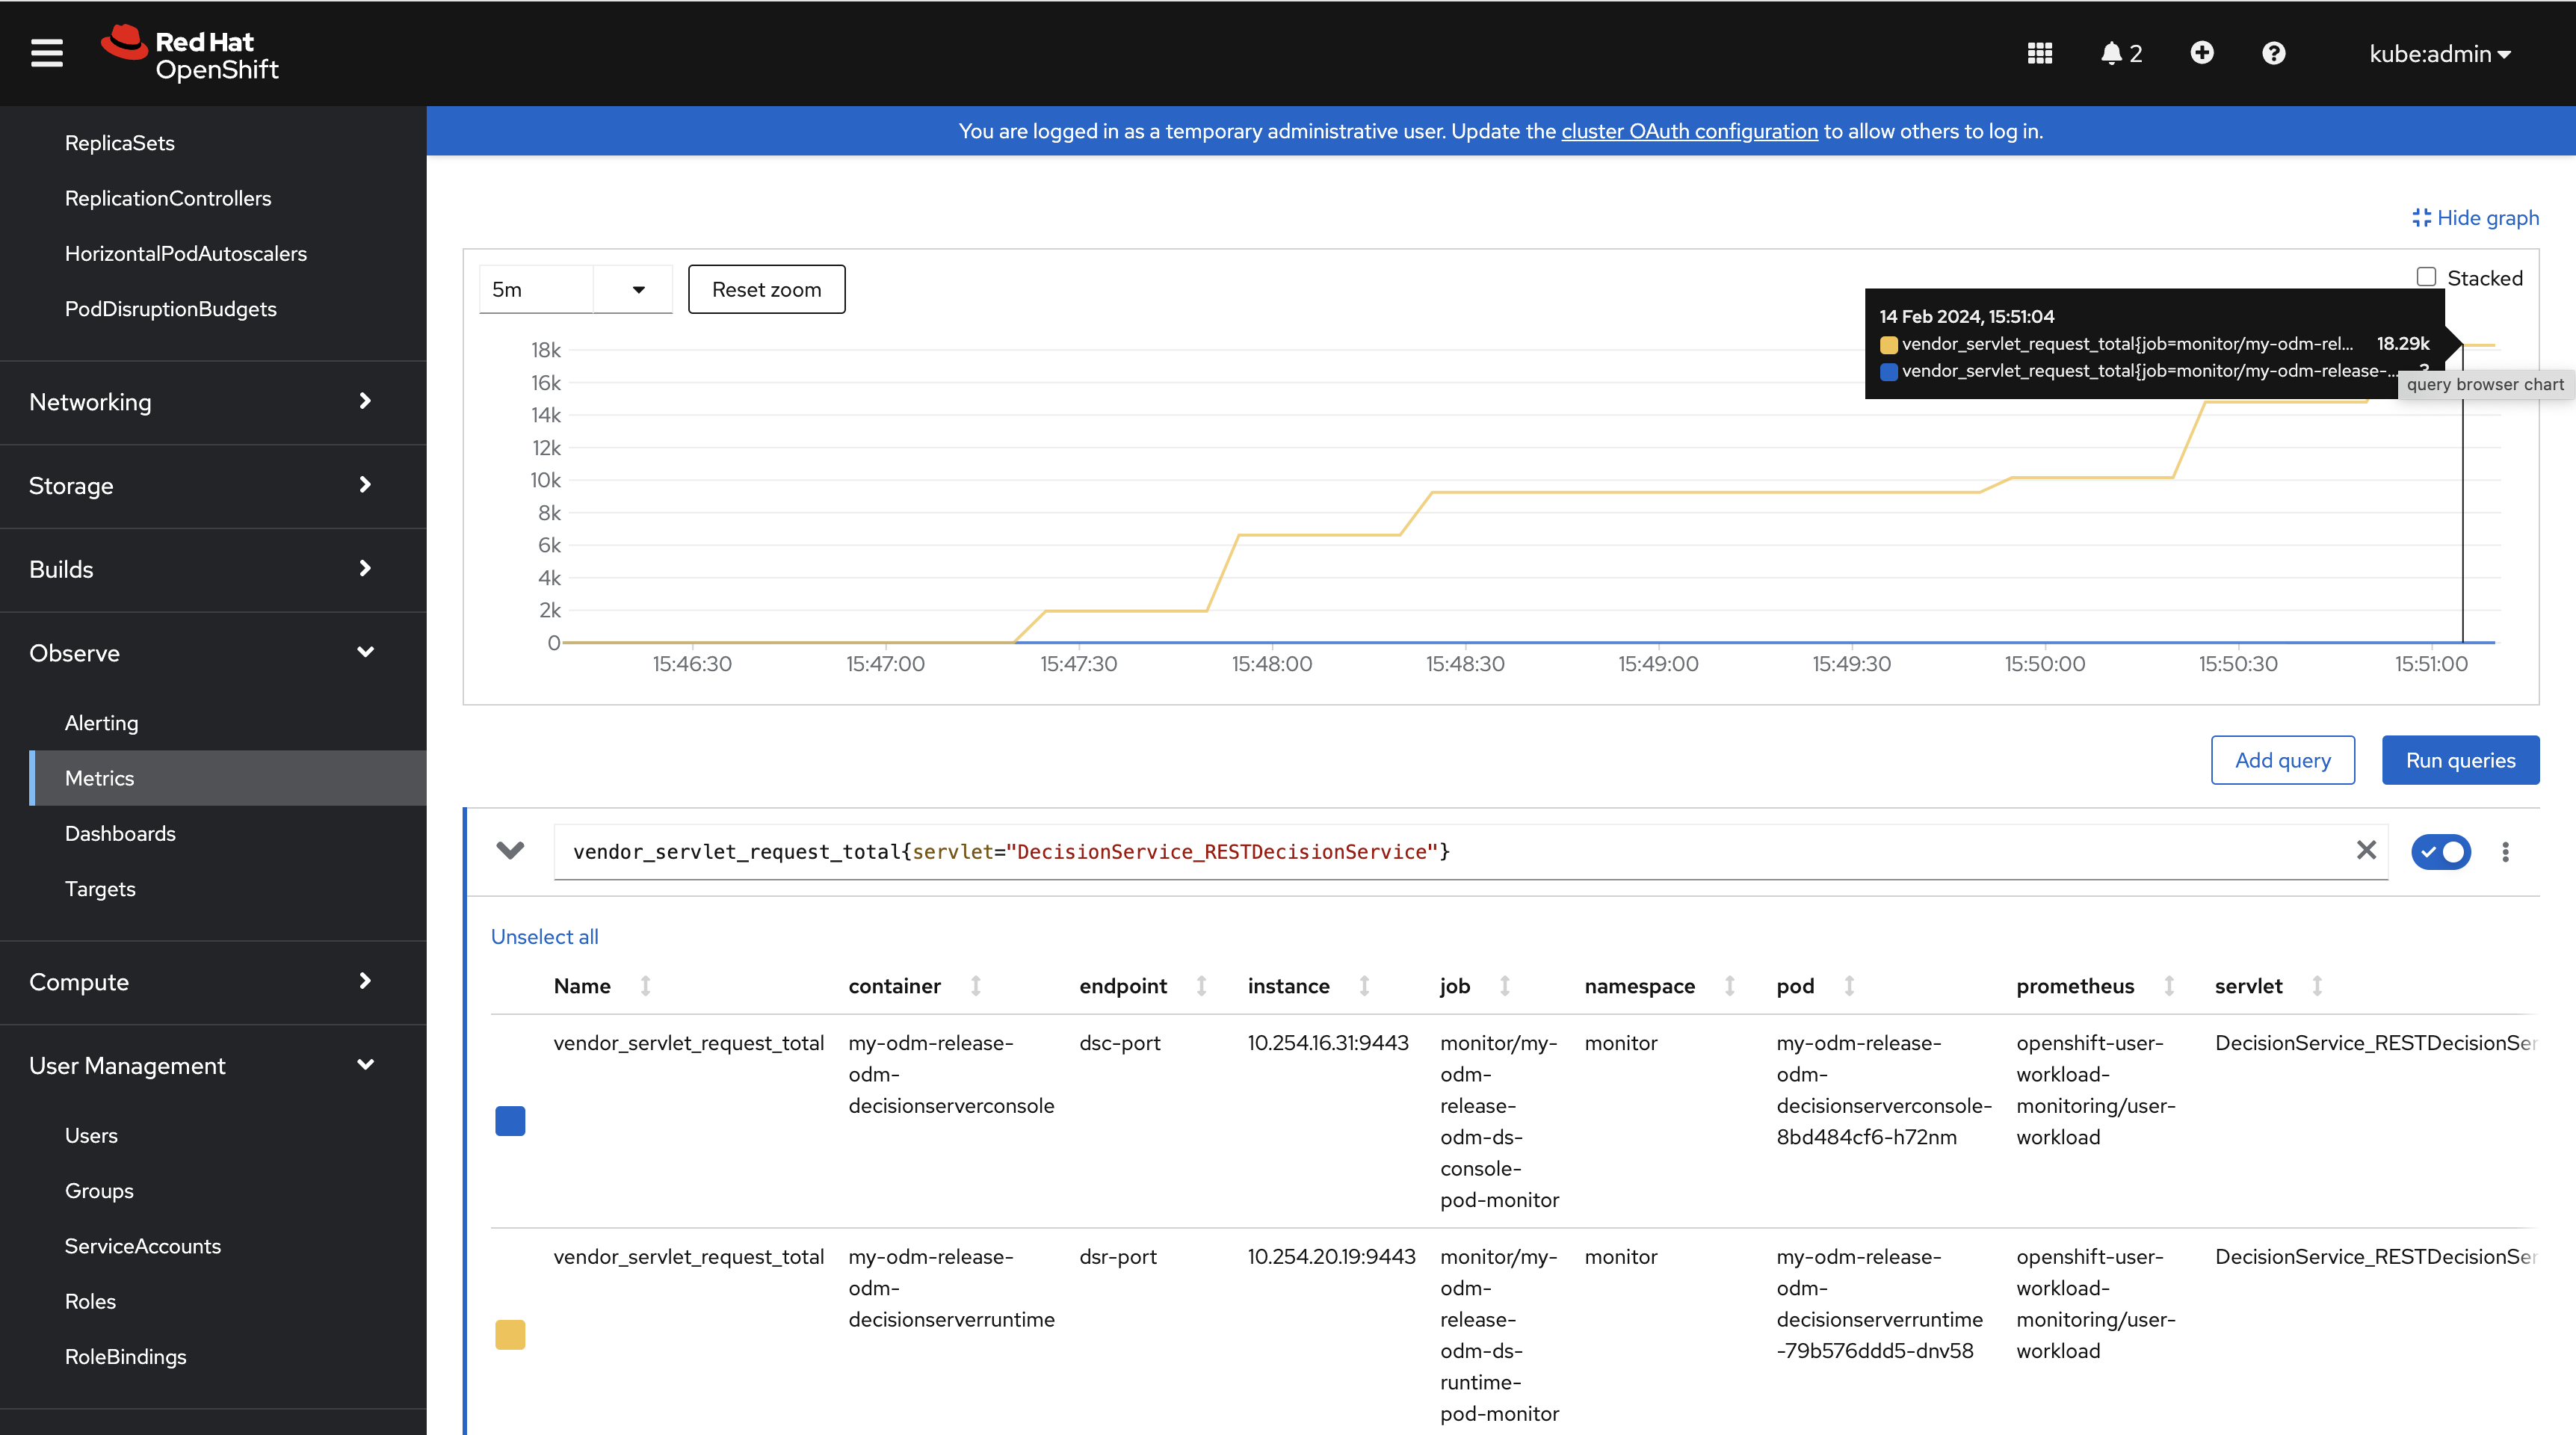 Red Hat
OpenShift
2
kube:admin
ReplicaSets
ReplicationControllers
HorizontalPodAutoscalers
PodDisruptionBudgets
Networking
Storage
Builds
Observe
Alerting
Metrics
Dashboards
Targets
Compute
User Management
Users
Groups
ServiceAccounts
Roles
RoleBindings
You are logged in as a temporary administrative user. Update the cluster OAuth configuration to allow others to log in.
Hide graph
5m
Reset zoom
Stacked
14 Feb 2024, 15:51:04
vendor_servlet_request_total{job=monitor/my-odm-rel... 18.29k
vendor_servlet_request_total{job=monitor/my-odm-release-...
query browser chart
18k
16k
14k
12k
10k
8k
6k
4k
2k
0
15:46:30 15:47:00 15:47:30 15:48:00 15:48:30 15:49:00 15:49:30 15:50:00 15:50:30 15:51:00
Add query
Run queries
vendor_servlet_request_total{servlet="DecisionService_RESTDecisionService"}
Unselect all
Name container endpoint instance job namespace pod prometheus servlet
vendor_servlet_request_total my-odm-release- dsc-port 10.254.16.31:9443 monitor/my- monitor my-odm-release- openshift-user- DecisionService_RESTDecisionSer
odm- odm- odm- workload-
decisionserverconsole release- decisionserverconsole- monitoring/user-
odm-ds- 8bd484cf6-h72nm workload
console-
pod-monitor
vendor_servlet_request_total my-odm-release- dsr-port 10.254.20.19:9443 monitor/my- monitor my-odm-release- openshift-user- DecisionService_RESTDecisionSer
odm- odm- odm- workload-
decisionserverruntime release- decisionserverruntime monitoring/user-
odm-ds- -79b576ddd5-dnv58 workload
runtime-
pod-monitor